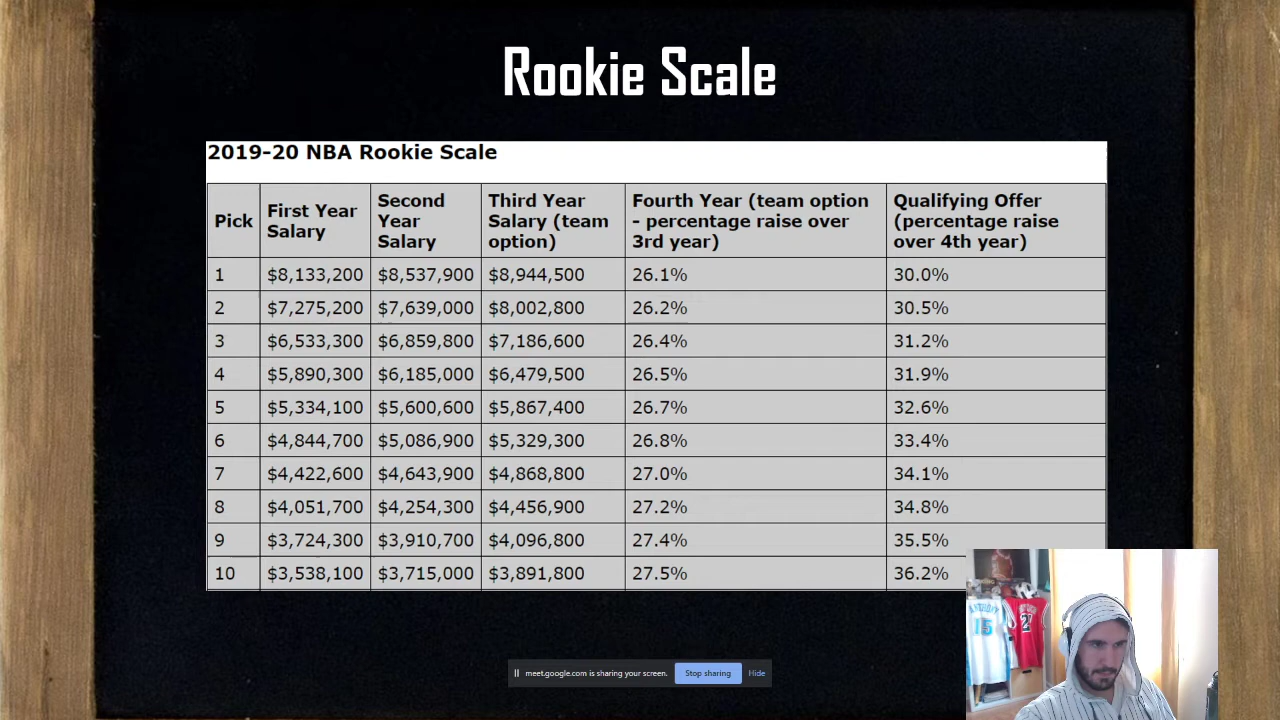 Rookie Scale
2019-20 NBA Rookie Scale
Pick First Year Salary Second Year Salary Third Year Salary (team option) Fourth Year (team option - percentage raise over 3rd year) Qualifying Offer (percentage raise over 4th year)
1 $8,133,200 $8,537,900 $8,944,500 26.1% 30.0%
2 $7,275,200 $7,639,000 $8,002,800 26.2% 30.5%
3 $6,533,300 $6,859,800 $7,186,600 26.4% 31.2%
4 $5,890,300 $6,185,000 $6,479,500 26.5% 31.9%
5 $5,334,100 $5,600,600 $5,867,400 26.7% 32.6%
6 $4,844,700 $5,086,900 $5,329,300 26.8% 33.4%
7 $4,422,600 $4,643,900 $4,868,800 27.0% 34.1%
8 $4,051,700 $4,254,300 $4,456,900 27.2% 34.8%
9 $3,724,300 $3,910,700 $4,096,800 27.4% 35.5%
10 $3,538,100 $3,715,000 $3,891,800 27.5% 36.2%
15
meet.google.com is sharing your screen. Stop sharing Hide